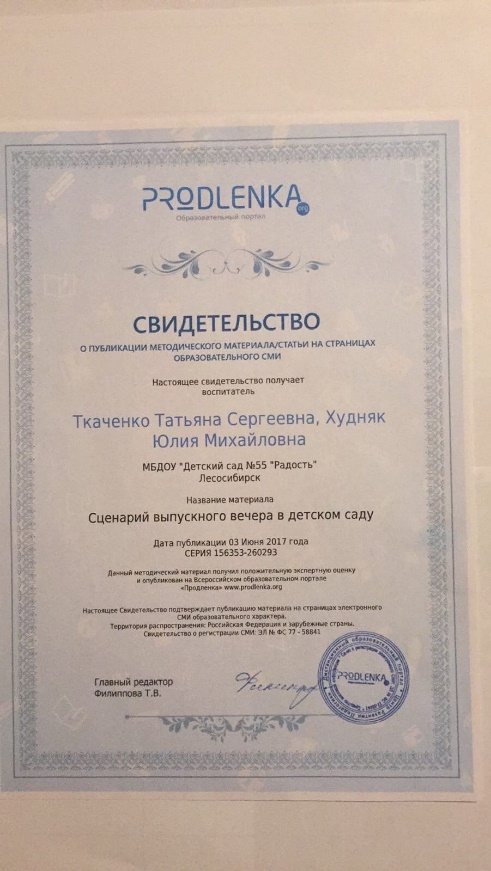 PRODLENKA.org
Образовательный портал
СВИДЕТЕЛЬСТВО
О ПУБЛИКАЦИИ МЕТОДИЧЕСКОГО МАТЕРИАЛА/СТАТЬИ НА СТРАНИЦАХ
ОБРАЗОВАТЕЛЬНОГО СМИ
Настоящее свидетельство получает
воспитатель
Ткаченко Татьяна Сергеевна, Худняк
Юлия Михайловна
МБДОУ "Детский сад №55 "Радость"
Лесосибирск
Название материала
Сценарий выпускного вечера в детском саду
Дата публикации 03 Июня 2017 года
СЕРИЯ 156353-260293
Данный методический материал получил положительную экспертную оценку
и опубликован на Всероссийском образовательном портале
«Продленка» www.prodlenka.org
Настоящее Свидетельство подтверждает публикацию материала на страницах электронного
СМИ образовательного характера.
Территория распространения: Российская Федерация и зарубежные страны.
Свидетельство о регистрации СМИ: ЭЛ № ФС 77 - 58841
Главный редактор
Филиппова Т.В.
PRODLENKA